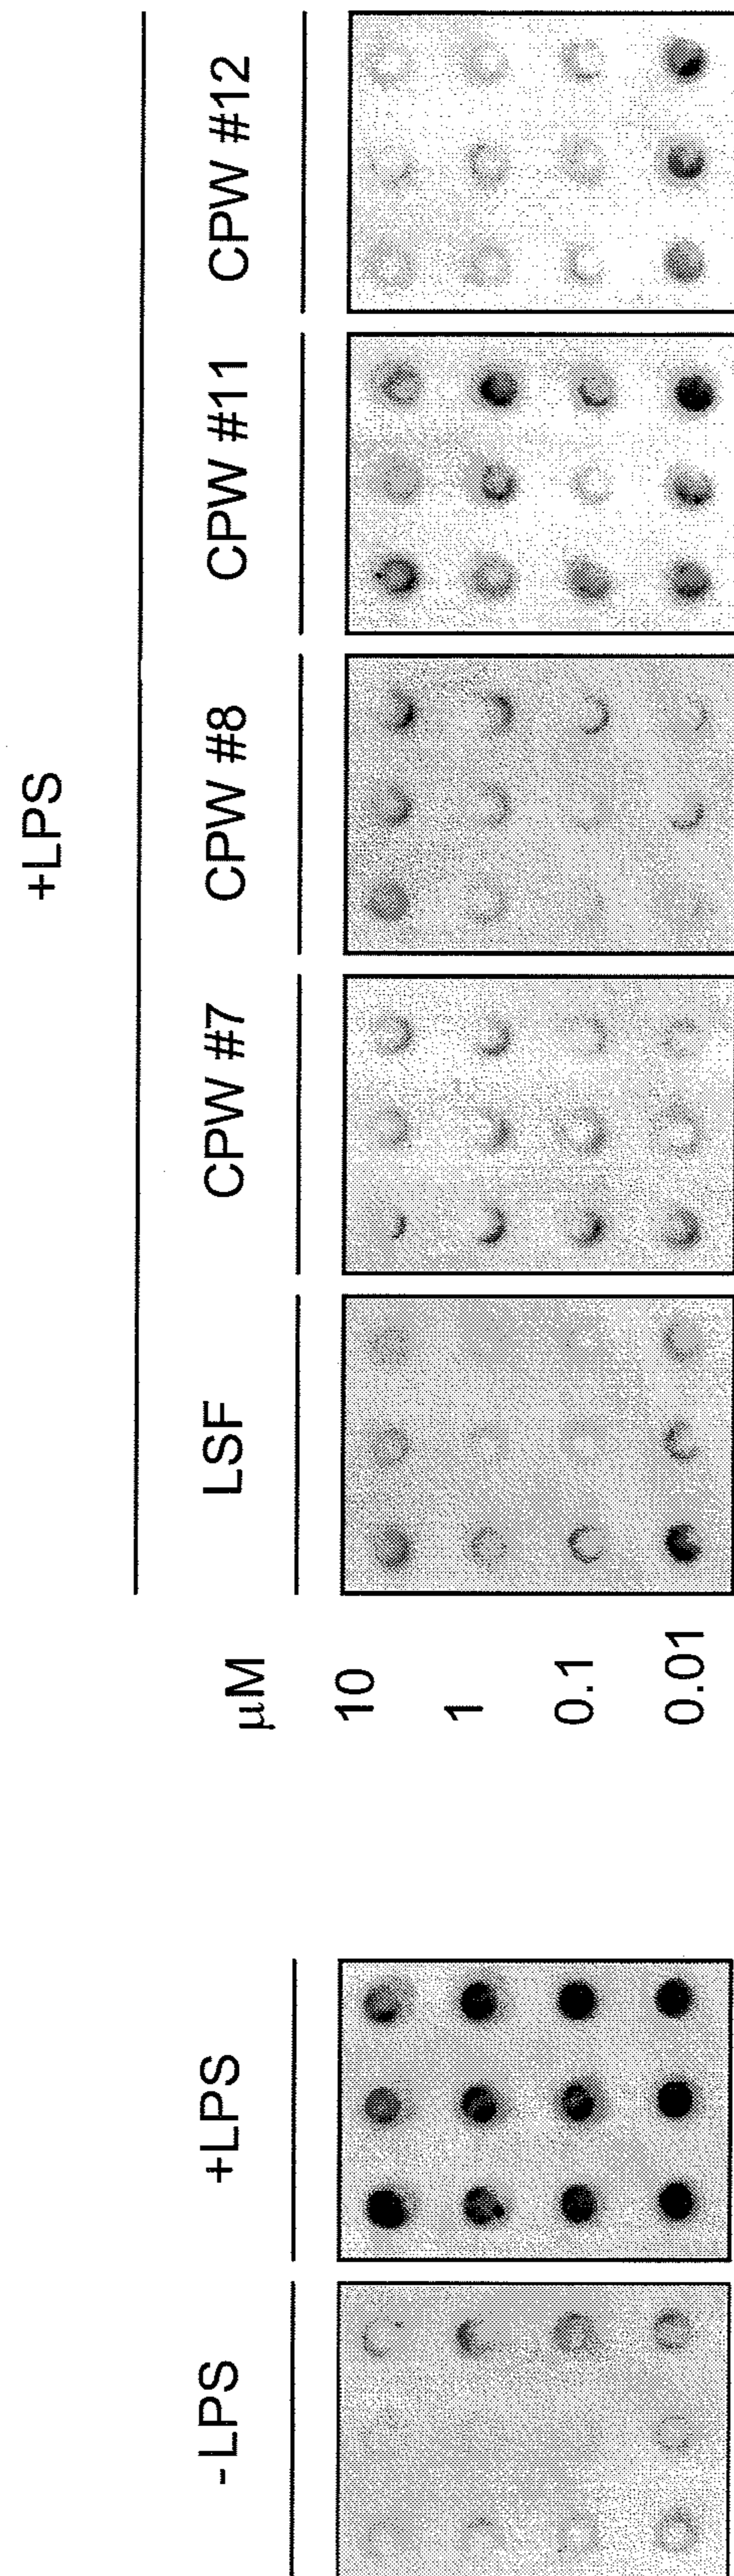 +LPS
-LPS +LPS μM LSF CPW #7 CPW #8 CPW #11 CPW #12
10
1
0.1
0.01